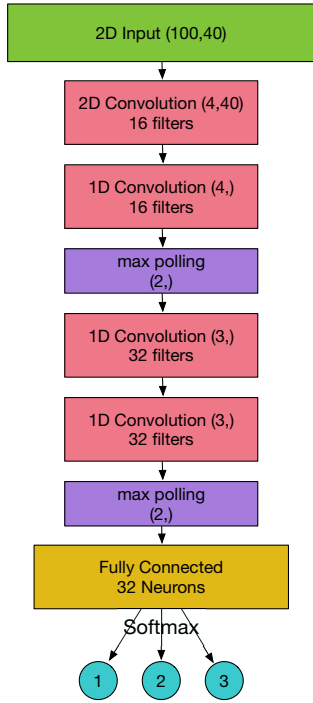 2D Input (100,40)
2D Convolution (4,40)
16 filters
1D Convolution (4,)
16 filters
max polling
(2,)
1D Convolution (3,)
32 filters
1D Convolution (3,)
32 filters
max polling
(2,)
Fully Connected
32 Neurons
Softmax
1 2 3